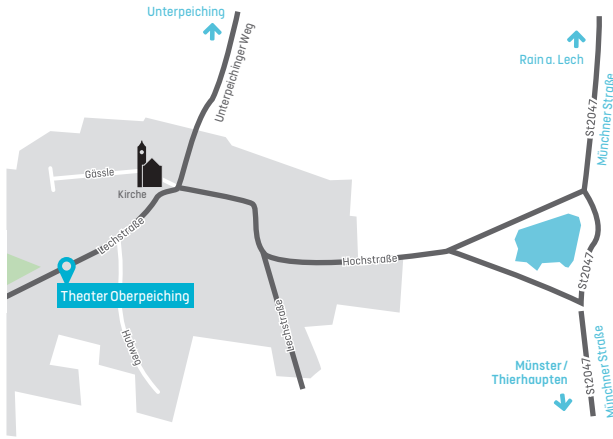 Unterpeiching
Unterpeichinger Weg
Rain a. Lech
St2047
Münchner Straße
Gässle
Kirche
Lechstraße
Hochstraße
St2047
Theater Oberpeiching
Lechstraße
Hubweg
Münster /
Thierhaupten
St2047
Münchner Straße